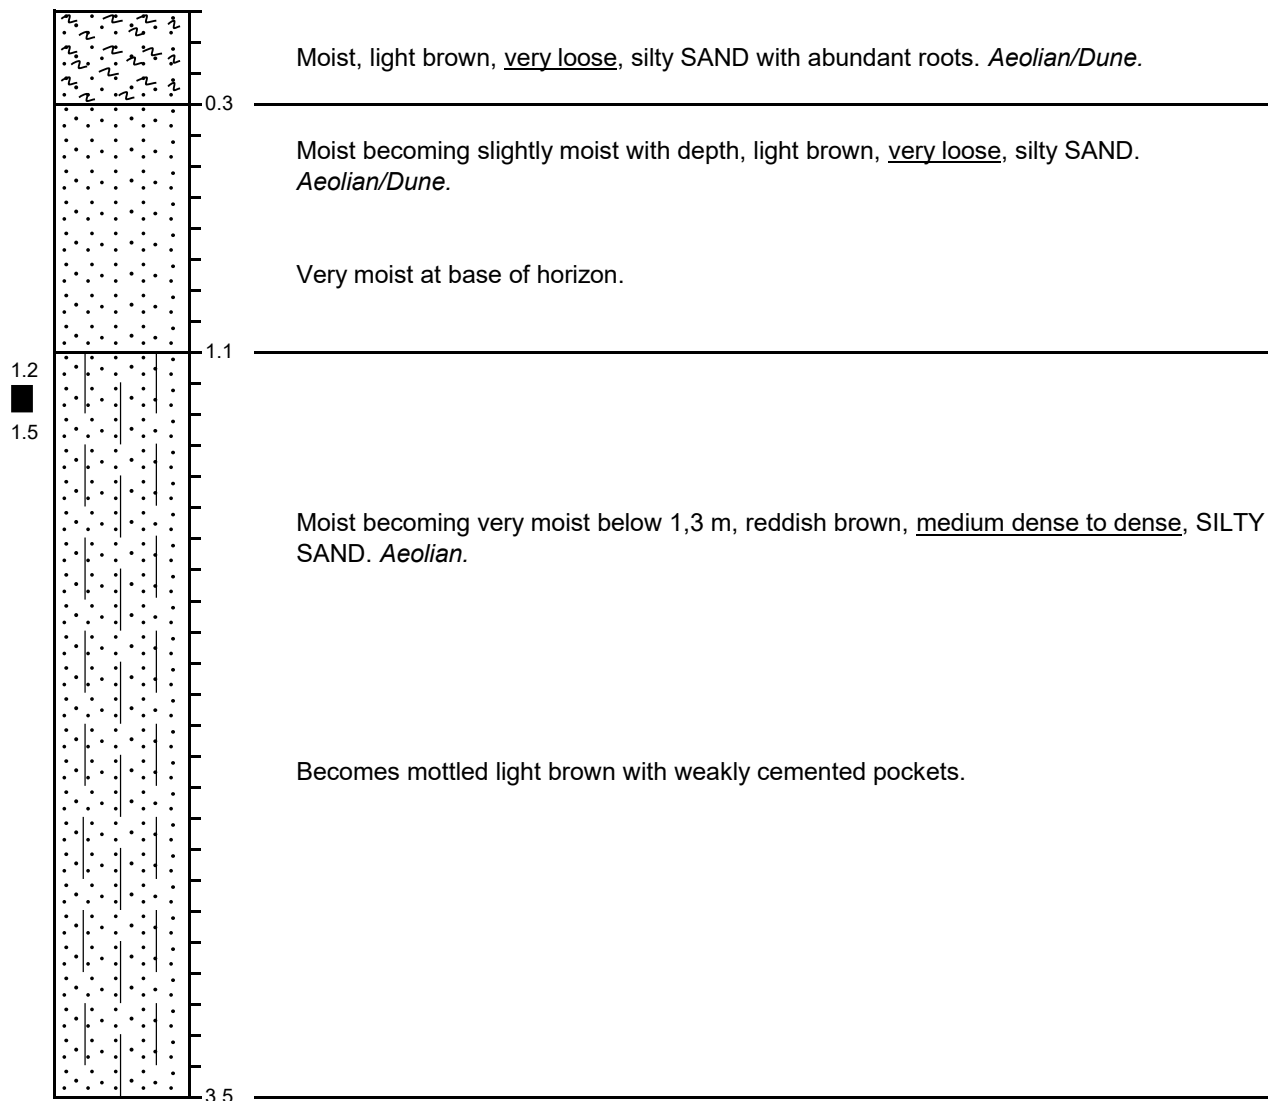 Moist, light brown, very loose, silty SAND with abundant roots. Aeolian/Dune.
0.3
Moist becoming slightly moist with depth, light brown, very loose, silty SAND.
Aeolian/Dune.
Very moist at base of horizon.
1.1
1.2
1.5
Moist becoming very moist below 1,3 m, reddish brown, medium dense to dense, SILTY
SAND. Aeolian.
Becomes mottled light brown with weakly cemented pockets.
3.5